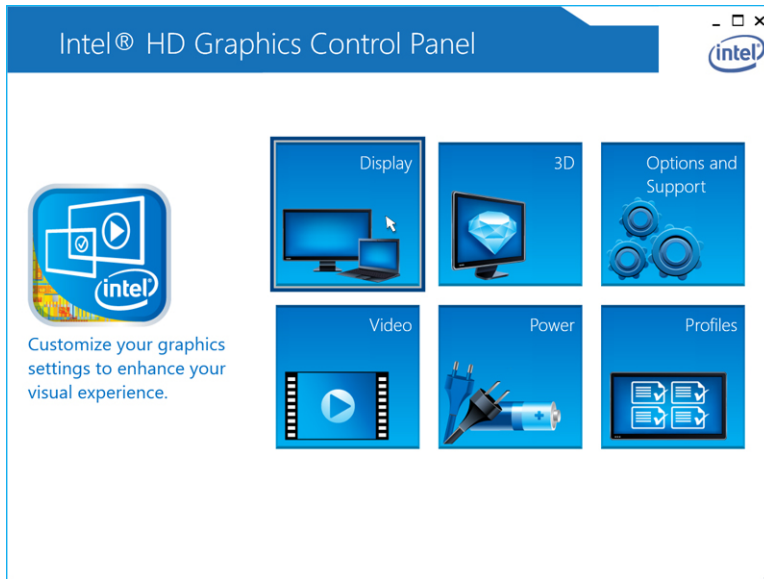 Intel® HD Graphics Control Panel
intel
Display
3D
Options and
Support
intel
Customize your graphics
settings to enhance your
visual experience.
Video
Power
Profiles